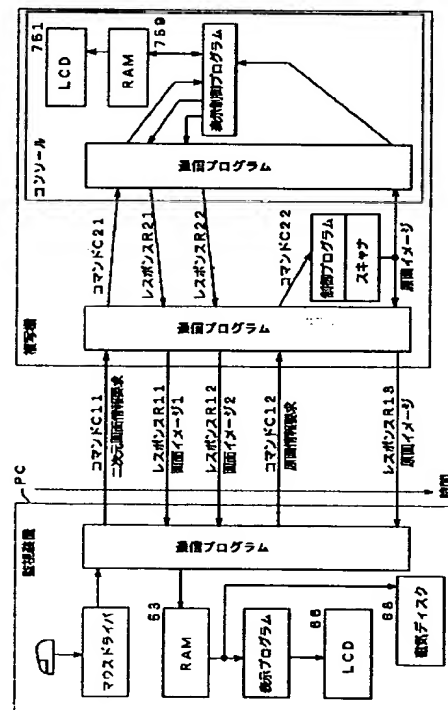 PC
監視装置
マウスドライバ
通信プログラム
RAM
63
表示プログラム
LCD
66
磁気ディスク
68
時間
コマンドC11
二次元画面情報要求
レスポンスR11
画面イメージ1
レスポンスR12
画面イメージ2
コマンドC12
原画情報要求
レスポンスR13
原画イメージ
複写機
通信プログラム
コマンドC21
レスポンスR21
レスポンスR22
コマンドC22
制御プログラム
スキャナ
原画イメージ
コンソール
通信プログラム
LCD
761
RAM
769
表示制御プログラム